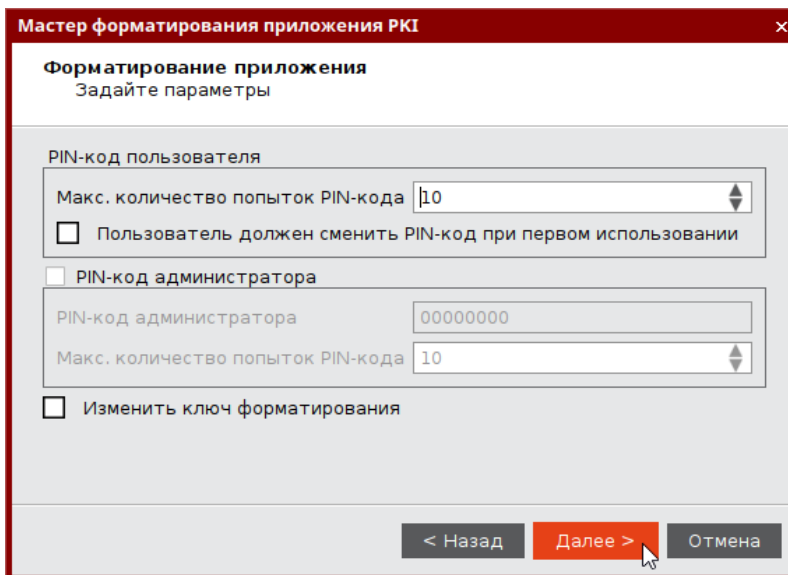 Мастер форматирования приложения PKI
Форматирование приложения
Задайте параметры
PIN-код пользователя
Макс. количество попыток PIN-кода 10
Пользователь должен сменить PIN-код при первом использовании
PIN-код администратора
PIN-код администратора 00000000
Макс. количество попыток PIN-кода 10
Изменить ключ форматирования
< Назад Далее > Отмена